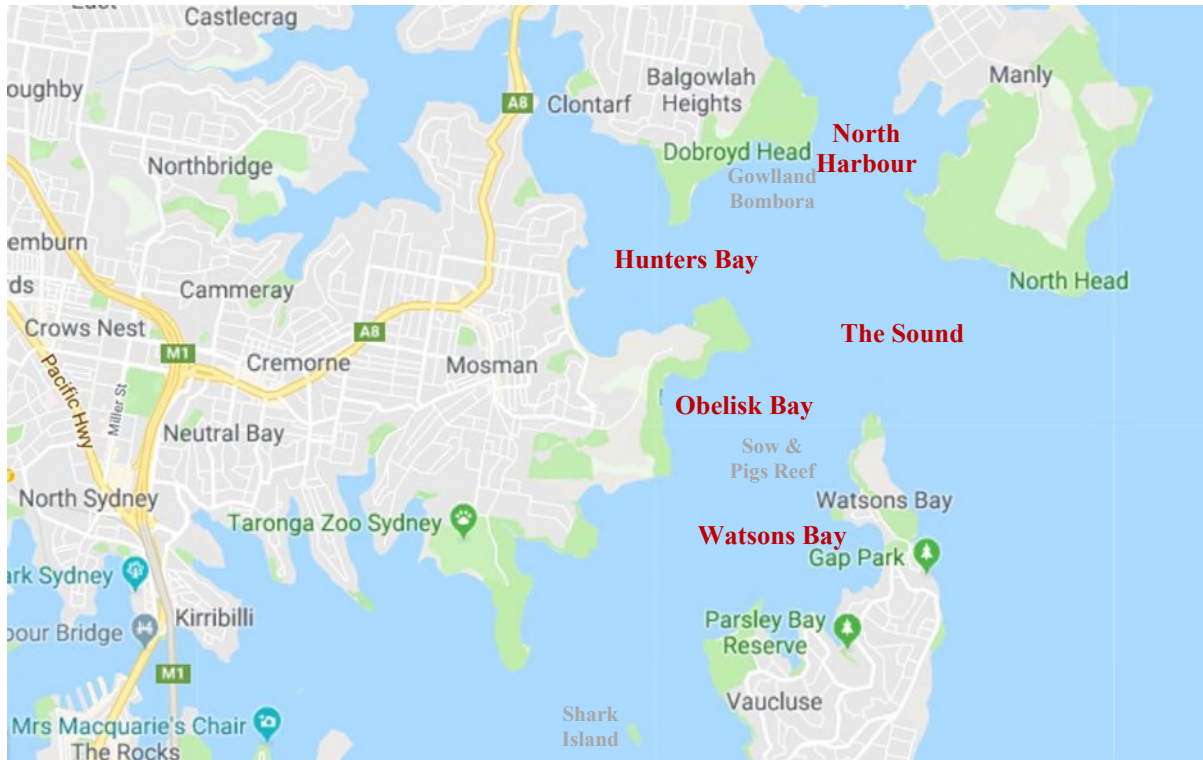 Castlecrag
oughby
Balgowlah
Heights
Manly
A8
Clontarf
North
Harbour
Dobroyd Head
Northbridge
Gowlland
Bombora
emburn
Hunters Bay
ds
Cammeray
North Head
Crows Nest
A8
The Sound
M1
Cremorne
Mosman
Pacific Hwy
Miller St
Obelisk Bay
Neutral Bay
Sow &
Pigs Reef
North Sydney
Watsons Bay
Taronga Zoo Sydney
Watsons Bay
Gap Park
ark Sydney
Kirribilli
Parsley Bay
Reserve
our Bridge
M1
Vaucluse
Shark
Island
Mrs Macquarie's Chair
The Rocks